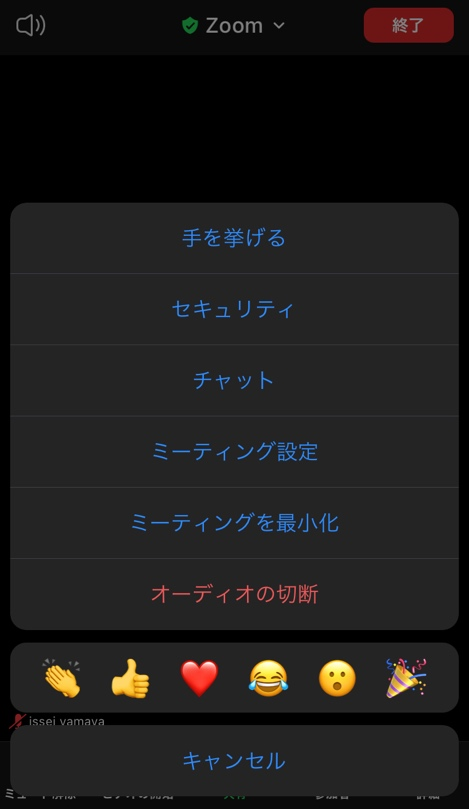 Zoom
終了
手を挙げる
セキュリティ
チャット
ミーティング設定
ミーティングを最小化
オーディオの切断
issei yamaya
キャンセル